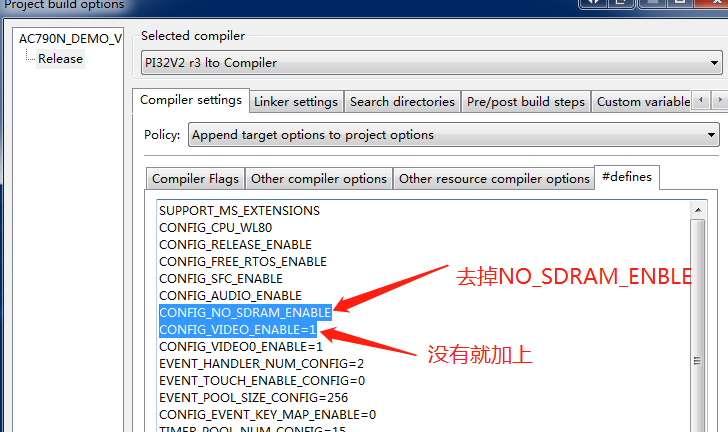 Project build options
AC790N_DEMO_V
Release
Selected compiler
PI32V2 r3 lto Compiler
Compiler settings
Linker settings
Search directories
Pre/post build steps
Custom variable
Policy:
Append target options to project options
Compiler Flags
Other compiler options
Other resource compiler options
#defines
SUPPORT_MS_EXTENSIONS
CONFIG_CPU_WL80
CONFIG_RELEASE_ENABLE
CONFIG_FREE_RTOS_ENABLE
CONFIG_SFC_ENABLE
CONFIG_AUDIO_ENABLE
CONFIG_NO_SDRAM_ENABLE
CONFIG_VIDEO_ENABLE=1
CONFIG_VIDEO0_ENABLE=1
EVENT_HANDLER_NUM_CONFIG=2
EVENT_TOUCH_ENABLE_CONFIG=0
EVENT_POOL_SIZE_CONFIG=256
CONFIG_EVENT_KEY_MAP_ENABLE=0
TIMER_POOL_NUM_CONFIG=15
去掉NO_SDRAM_ENBLE
没有就加上